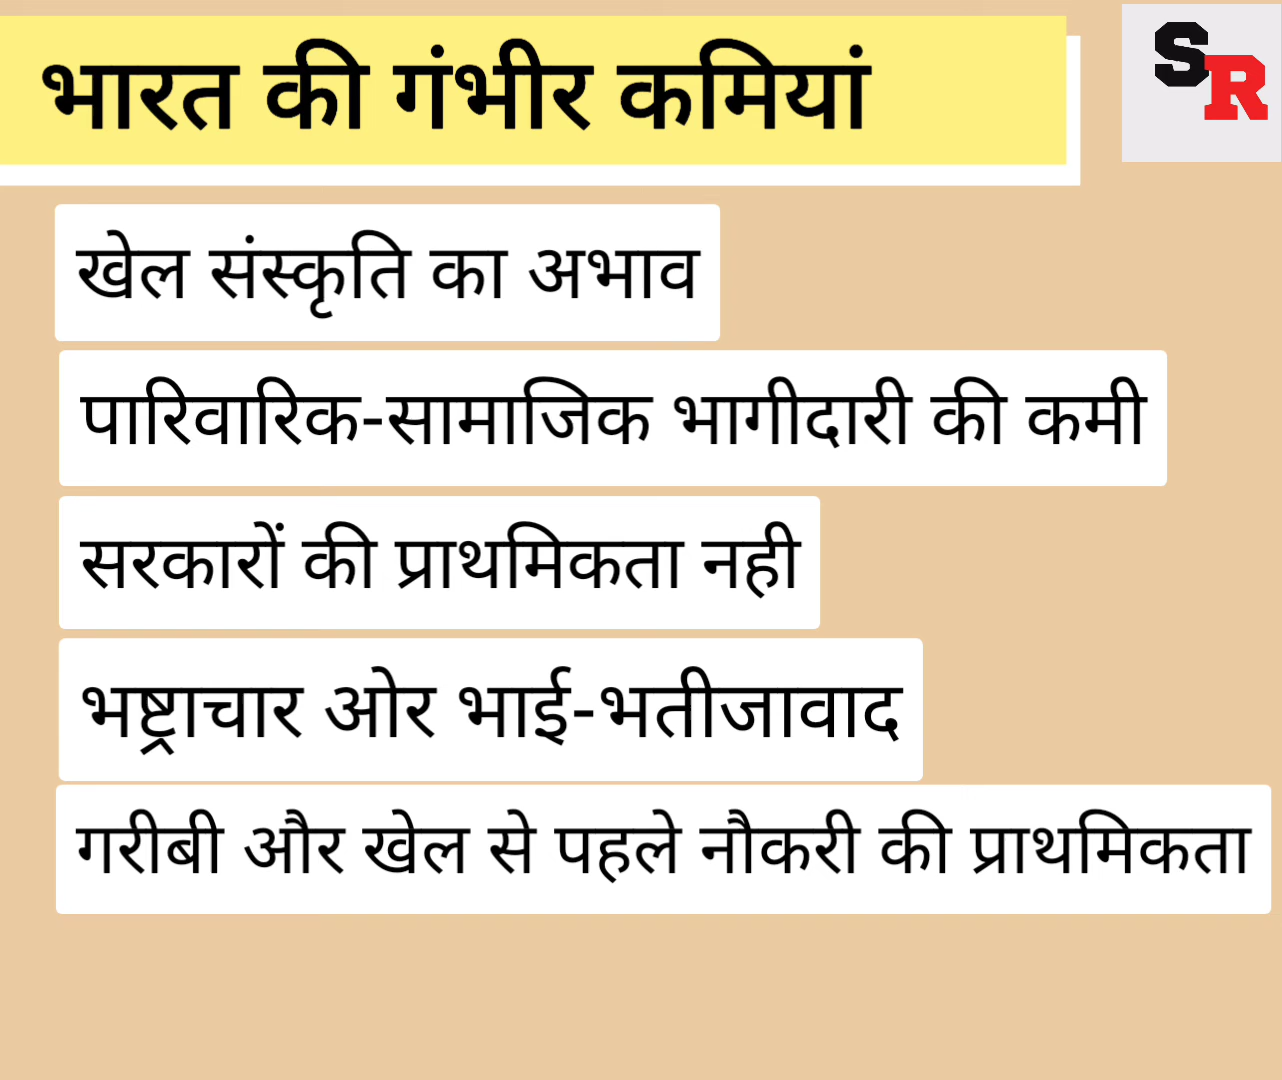 भारत की गंभीर कमियां
SR
खेल संस्कृति का अभाव
पारिवारिक-सामाजिक भागीदारी की कमी
सरकारों की प्राथमिकता नही
भष्ट्राचार ओर भाई-भतीजावाद
गरीबी और खेल से पहले नौकरी की प्राथमिकता